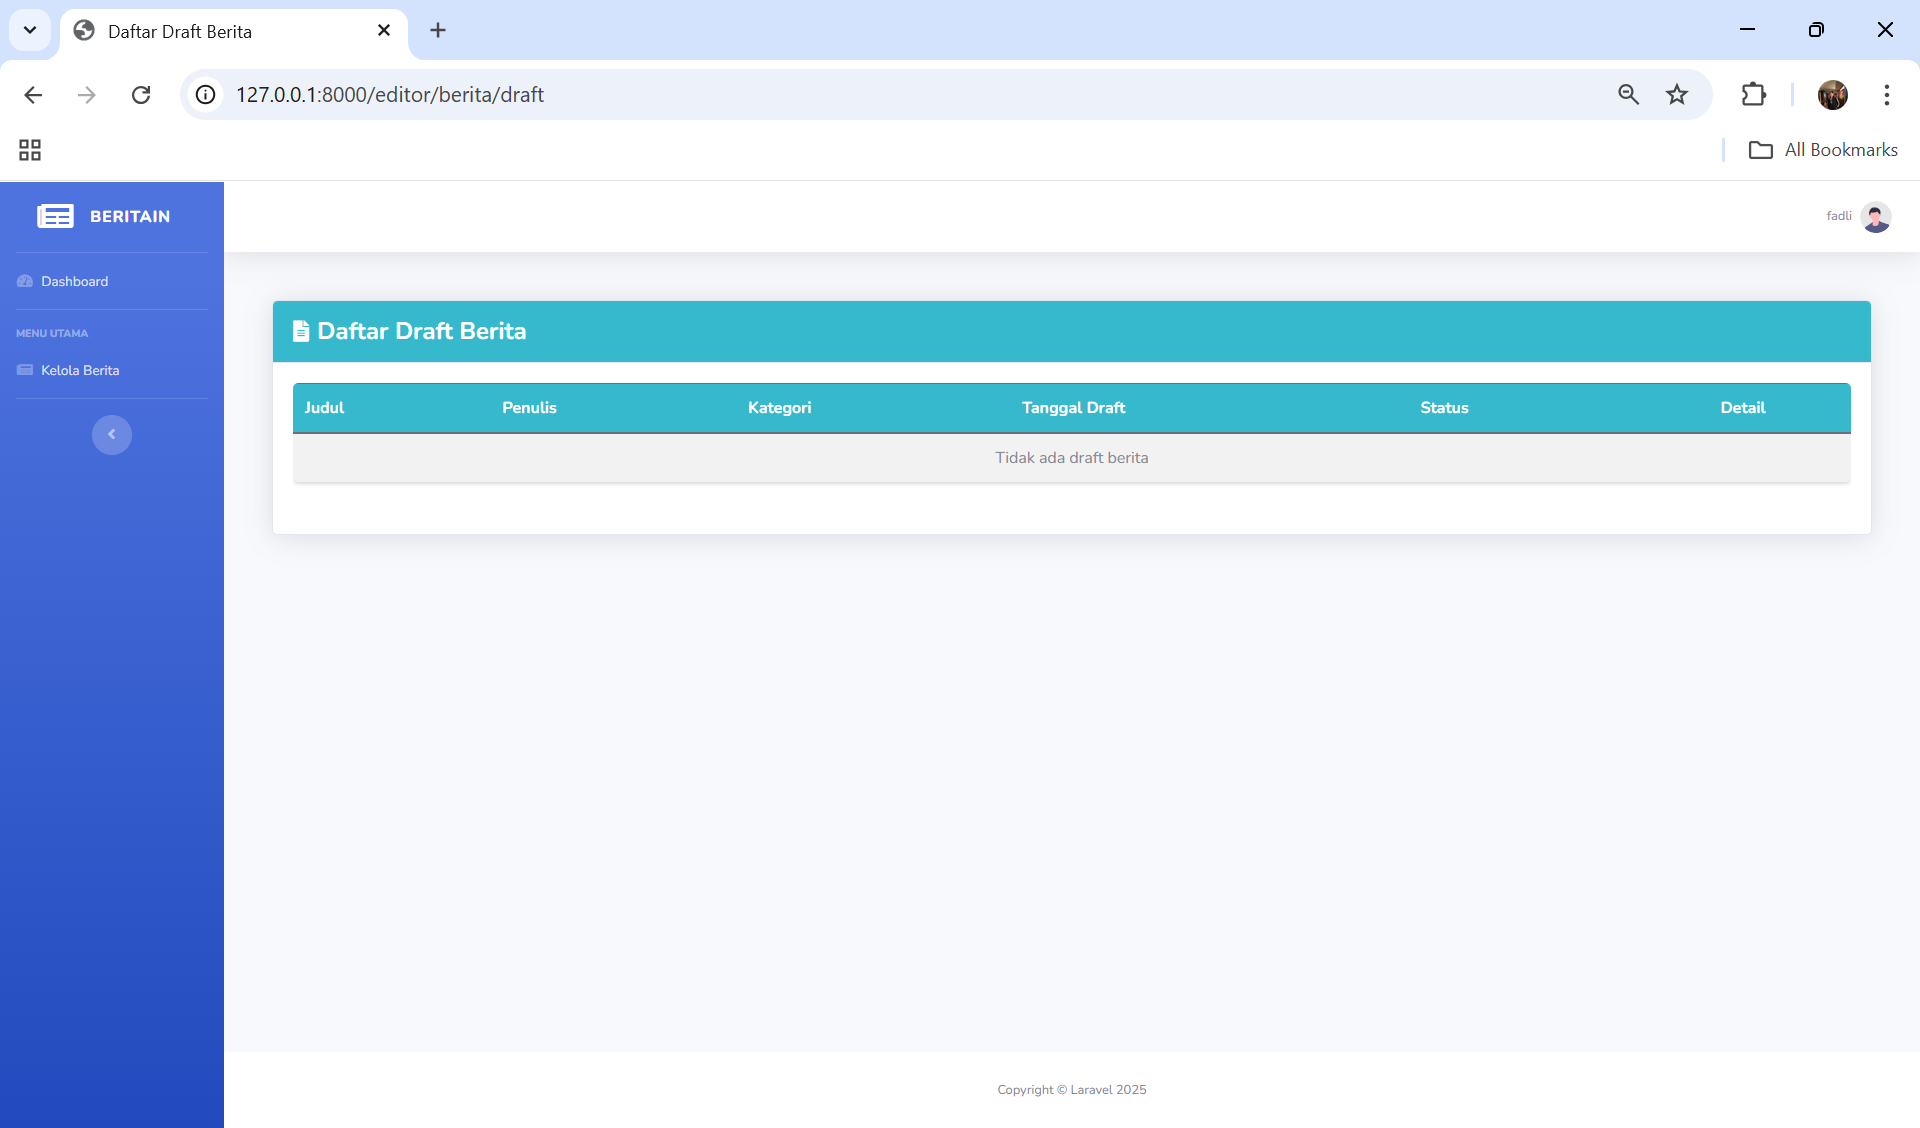 Daftar Draft Berita
127.0.0.1:8000/editor/berita/draft
All Bookmarks
BERITAIN
fadli
Dashboard
MENU UTAMA
Kelola Berita
Daftar Draft Berita
Judul Penulis Kategori Tanggal Draft Status Detail
Tidak ada draft berita
Copyright © Laravel 2025